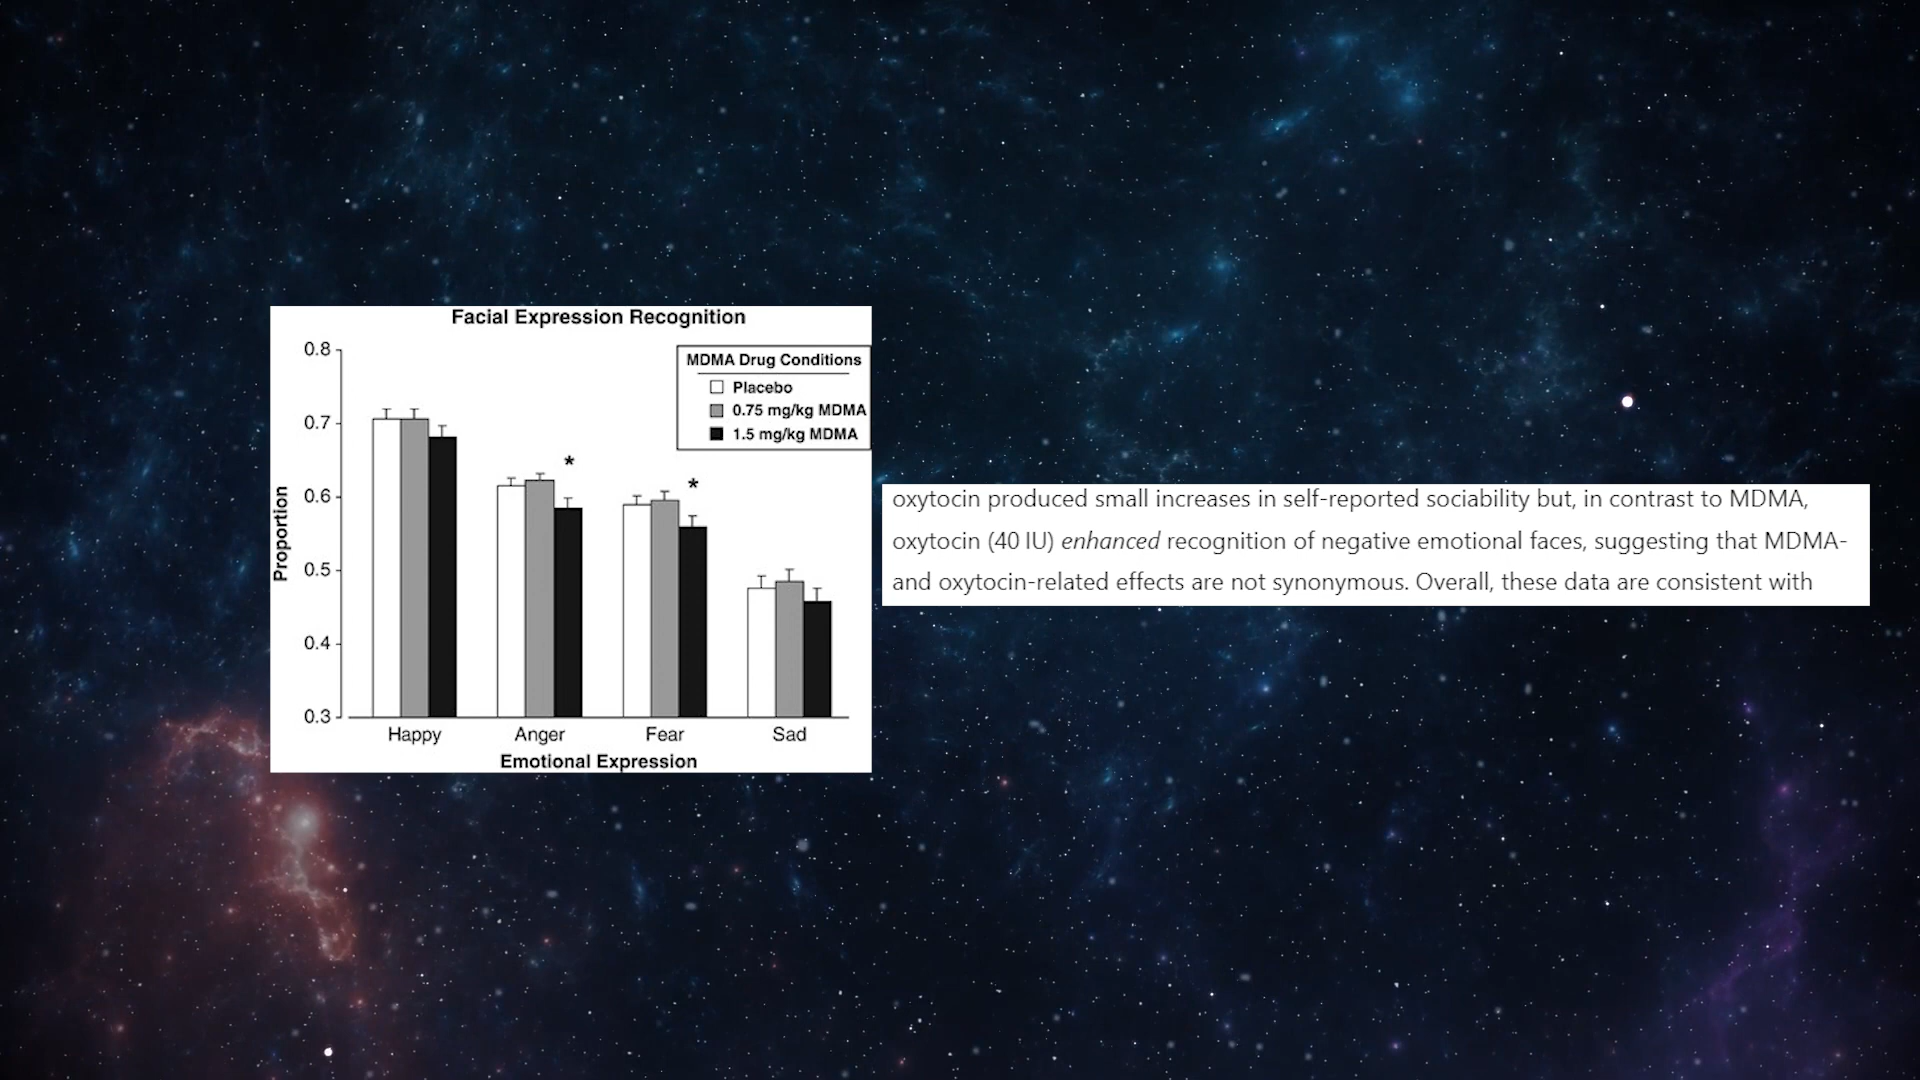 Facial Expression Recognition
0.8
0.7
0.6
0.5
0.4
0.3
Proportion
MDMA Drug Conditions
Placebo
0.75 mg/kg MDMA
1.5 mg/kg MDMA
*
*
Happy
Anger
Fear
Sad
Emotional Expression
oxytocin produced small increases in self-reported sociability but, in contrast to MDMA,
oxytocin (40 IU) enhanced recognition of negative emotional faces, suggesting that MDMA-
and oxytocin-related effects are not synonymous. Overall, these data are consistent with